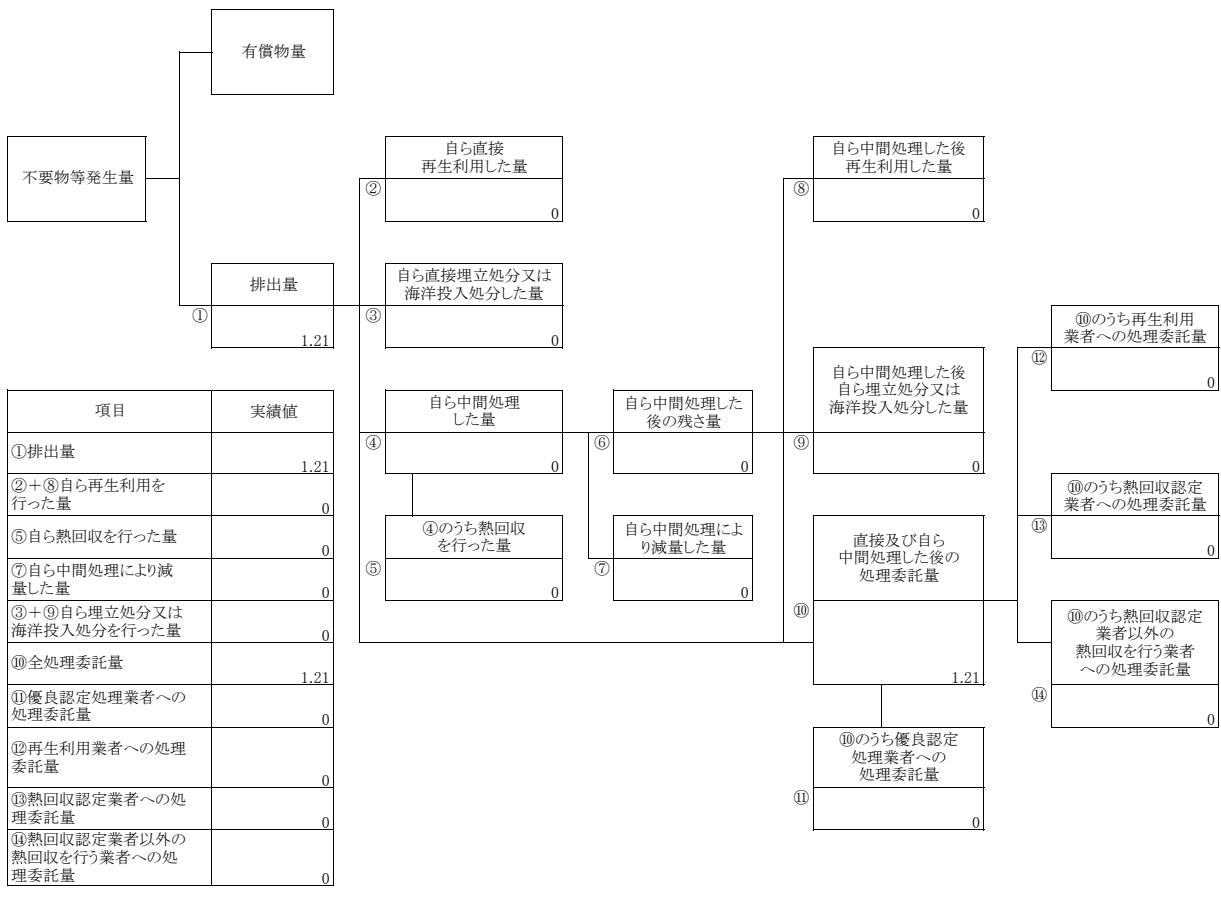 有償物量
不要物等発生量
自ら直接
再生利用した量
②
0
自ら中間処理した後
再生利用した量
⑧
0
排出量
①
1.21
自ら直接埋立処分又は
海洋投入処分した量
③
0
⑩のうち再生利用
業者への処理委託量
⑫
0
自ら中間処理
した量
④
0
自ら中間処理した
後の残さ量
⑥
0
自ら中間処理した後
自ら埋立処分又は
海洋投入処分した量
⑨
0
⑩のうち熱回収認定
業者への処理委託量
⑬
0
④のうち熱回収
を行った量
⑤
0
自ら中間処理によ
り減量した量
⑦
0
直接及び自ら
中間処理した後の
処理委託量
⑩
1.21
⑩のうち熱回収認定
業者以外の
熱回収を行う業者
への処理委託量
⑭
0
⑩のうち優良認定
処理業者への
処理委託量
⑪
0
項目 実績値
①排出量
1.21
②＋⑧自ら再生利用を
行った量
0
⑤自ら熱回収を行った量
0
⑦自ら中間処理により減
量した量
0
③＋⑨自ら埋立処分又は
海洋投入処分を行った量
0
⑩全処理委託量
1.21
⑪優良認定処理業者への
処理委託量
0
⑫再生利用業者への処理
委託量
0
⑬熱回収認定業者への処
理委託量
0
⑭熱回収認定業者以外の
熱回収を行う業者への処
理委託量
0